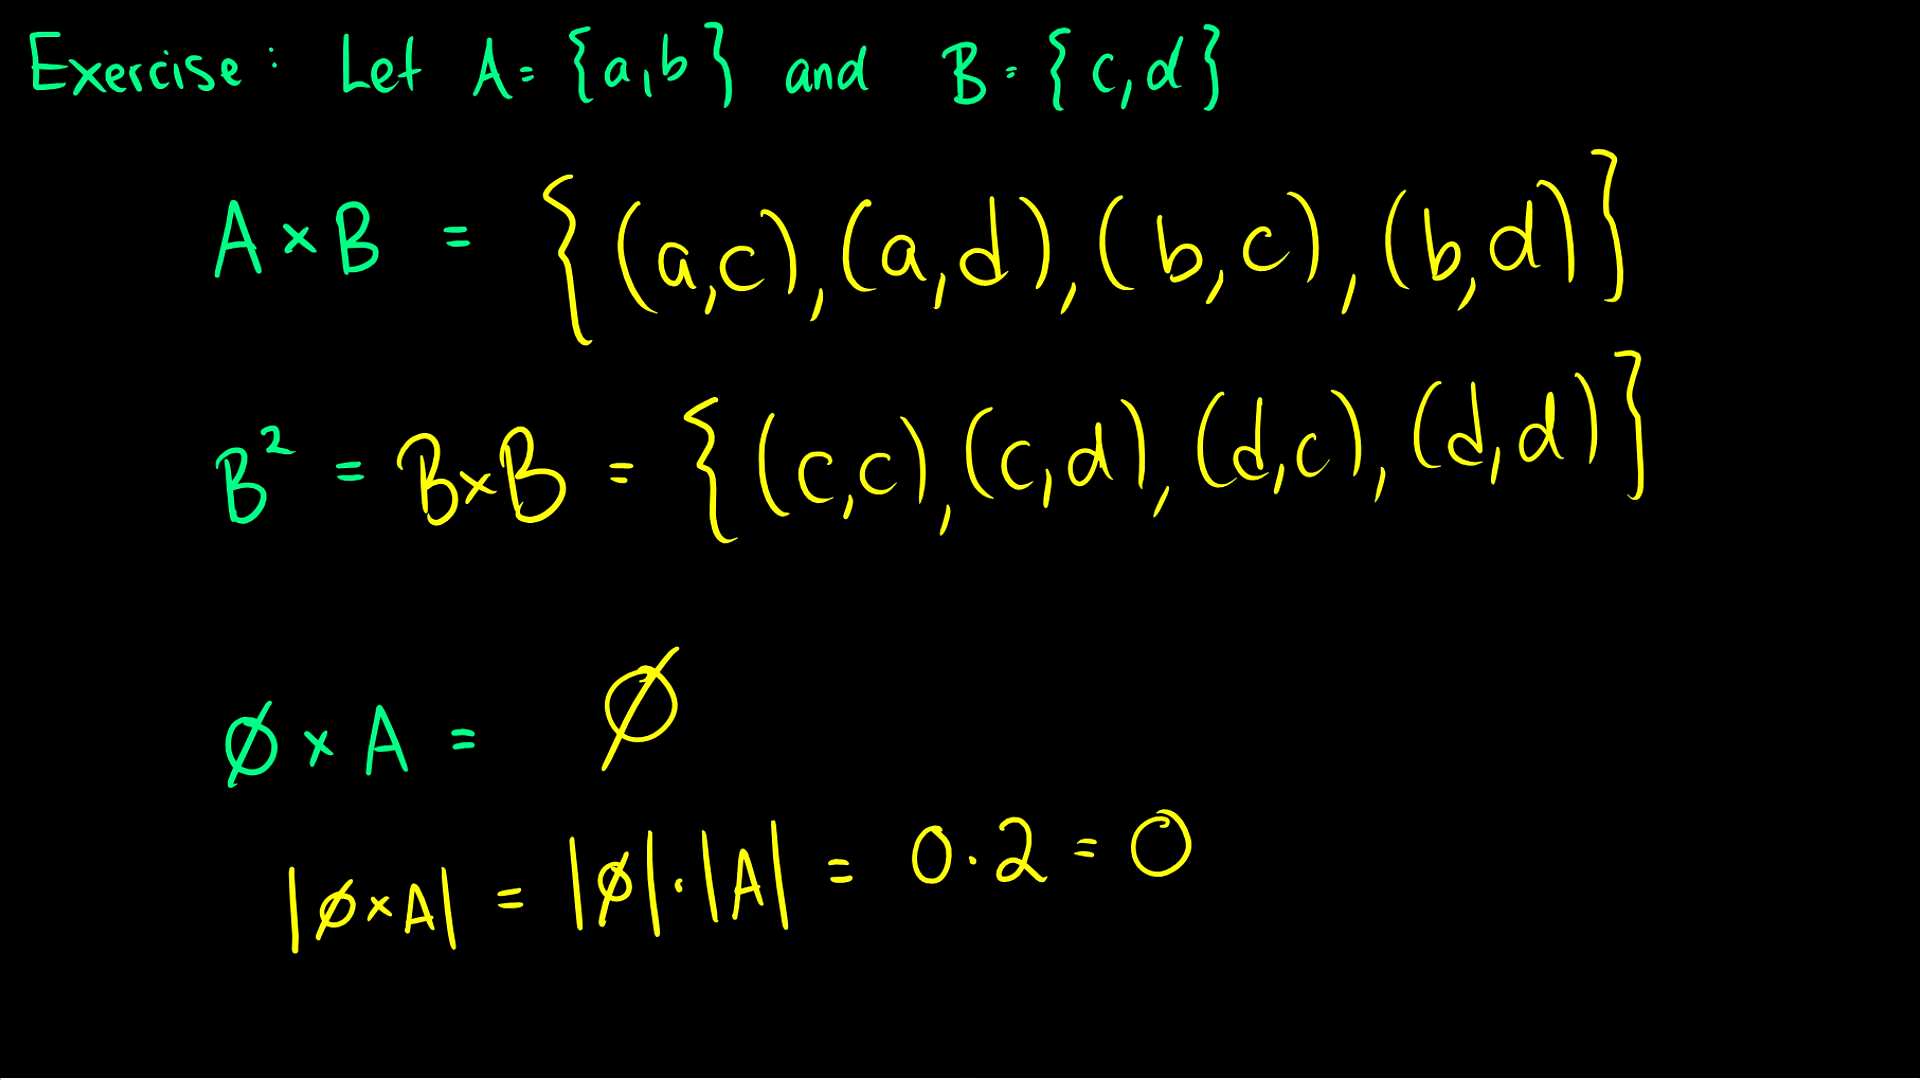 Exercise: Let A = {a,b} and B = {c,d}
A × B = {(a,c), (a,d), (b,c), (b,d)}
B² = B×B = {(c,c), (c,d), (d,c), (d,d)}
∅ × A = ∅
|∅×A| = |∅|·|A| = 0·2 = 0